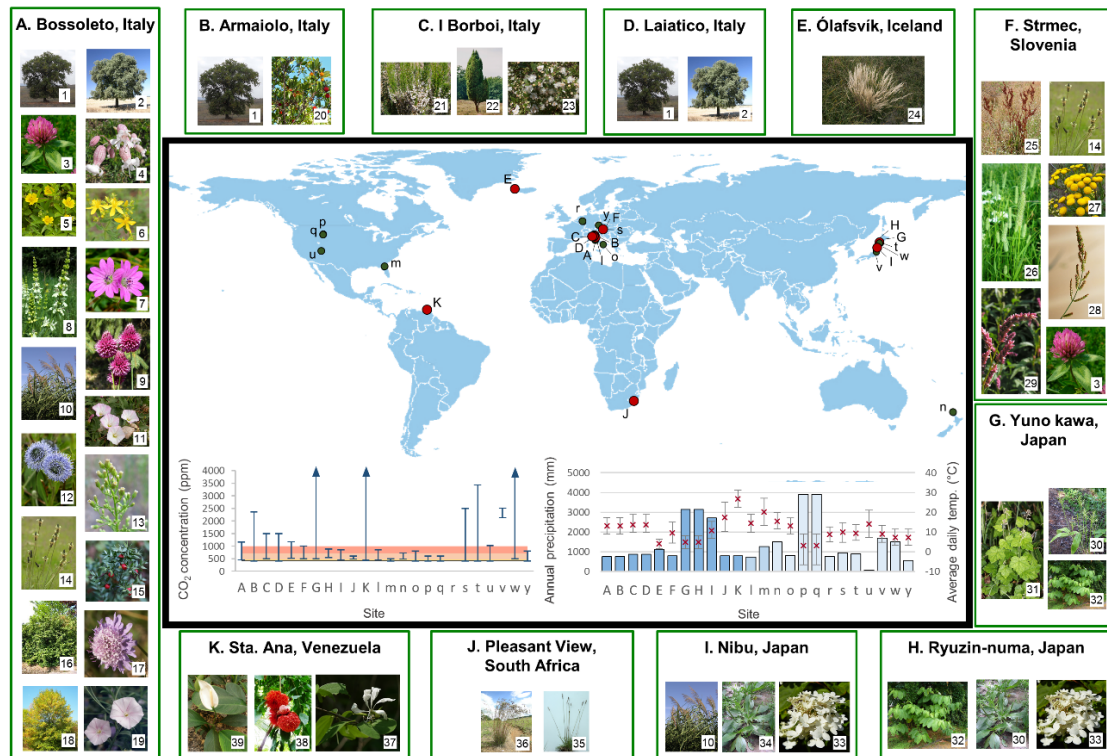 A. Bossoleto, Italy
1
2
3
4
5
6
7
8
9
10
11
12
13
14
15
16
17
18
19
B. Armaiolo, Italy
1
20
C. I Borboi, Italy
21
22
23
D. Laiatico, Italy
1
2
E. Ólafsvík, Iceland
24
F. Strmec,
Slovenia
25
14
26
27
28
29
3
G. Yuno kawa,
Japan
30
31
32
E
r
y
F
s
C
D
A
B
l
o
H
G
t
w
I
v
p
q
u
m
K
J
n
CO₂ concentration (ppm)
4000
3500
3000
2500
2000
1500
1000
500
0
A B C D E F G H I J K l m n o p q r s t u v w y
Site
Annual precipitation (mm)
5000
4000
3000
2000
1000
0
Average daily temp. (°C)
40
30
20
10
0
-10
A B C D E F G H I J K l m n o p q r s t u v w y
Site
K. Sta. Ana, Venezuela
39
38
37
J. Pleasant View,
South Africa
36
35
I. Nibu, Japan
10
34
33
H. Ryuzin-numa, Japan
32
30
33